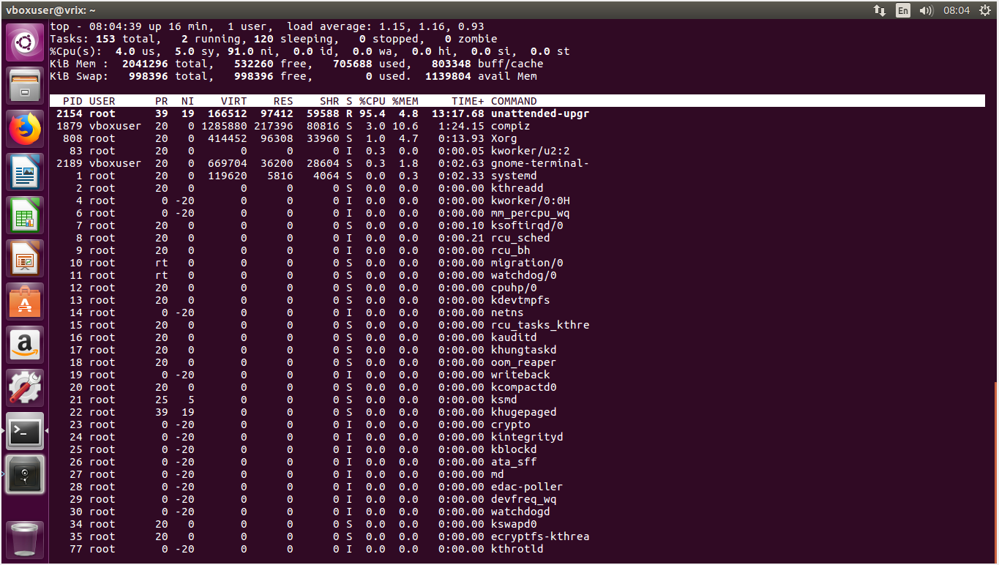 vboxuser@vrix: ~
En 08:04
top - 08:04:39 up 16 min,  1 user,  load average: 1.15, 1.16, 0.93
Tasks: 153 total,   2 running, 120 sleeping,   0 stopped,   0 zombie
%Cpu(s):  4.0 us,  5.0 sy, 91.0 ni,  0.0 id,  0.0 wa,  0.0 hi,  0.0 si,  0.0 st
KiB Mem :  2041296 total,   532260 free,   705688 used,   803348 buff/cache
KiB Swap:   998396 total,   998396 free,        0 used.  1139804 avail Mem
  PID USER      PR  NI    VIRT    RES    SHR S %CPU %MEM     TIME+ COMMAND
 2154 root      39  19  166512  97412  59588 R 95.4  4.8  13:17.68 unattended-upgr
 1879 vboxuser  20   0 1285880 217396  80816 S  3.0 10.6   1:24.15 compiz
  808 root      20   0  414452  96308  33960 S  1.0  4.7   0:13.93 Xorg
   83 root      20   0       0      0      0 I  0.3  0.0   0:00.05 kworker/u2:2
 2189 vboxuser  20   0  669704  36200  28604 S  0.3  1.8   0:02.63 gnome-terminal-
    1 root      20   0  119620   5816   4064 S  0.0  0.3   0:02.33 systemd
    2 root      20   0       0      0      0 S  0.0  0.0   0:00.00 kthreadd
    4 root       0 -20       0      0      0 I  0.0  0.0   0:00.00 kworker/0:0H
    6 root       0 -20       0      0      0 I  0.0  0.0   0:00.00 mm_percpu_wq
    7 root      20   0       0      0      0 S  0.0  0.0   0:00.10 ksoftirqd/0
    8 root      20   0       0      0      0 I  0.0  0.0   0:00.21 rcu_sched
    9 root      20   0       0      0      0 I  0.0  0.0   0:00.00 rcu_bh
   10 root      rt   0       0      0      0 S  0.0  0.0   0:00.00 migration/0
   11 root      rt   0       0      0      0 S  0.0  0.0   0:00.00 watchdog/0
   12 root      20   0       0      0      0 S  0.0  0.0   0:00.00 cpuhp/0
   13 root      20   0       0      0      0 S  0.0  0.0   0:00.00 kdevtmpfs
   14 root       0 -20       0      0      0 I  0.0  0.0   0:00.00 netns
   15 root      20   0       0      0      0 S  0.0  0.0   0:00.00 rcu_tasks_kthre
   16 root      20   0       0      0      0 S  0.0  0.0   0:00.00 kauditd
   17 root      20   0       0      0      0 S  0.0  0.0   0:00.00 khungtaskd
   18 root      20   0       0      0      0 S  0.0  0.0   0:00.00 oom_reaper
   19 root       0 -20       0      0      0 I  0.0  0.0   0:00.00 writeback
   20 root      20   0       0      0      0 S  0.0  0.0   0:00.00 kcompactd0
   21 root      25   5       0      0      0 S  0.0  0.0   0:00.00 ksmd
   22 root      39  19       0      0      0 S  0.0  0.0   0:00.00 khugepaged
   23 root       0 -20       0      0      0 I  0.0  0.0   0:00.00 crypto
   24 root       0 -20       0      0      0 I  0.0  0.0   0:00.00 kintegrityd
   25 root       0 -20       0      0      0 I  0.0  0.0   0:00.00 kblockd
   26 root       0 -20       0      0      0 I  0.0  0.0   0:00.00 ata_sff
   27 root       0 -20       0      0      0 I  0.0  0.0   0:00.00 md
   28 root       0 -20       0      0      0 I  0.0  0.0   0:00.00 edac-poller
   29 root       0 -20       0      0      0 I  0.0  0.0   0:00.00 devfreq_wq
   30 root       0 -20       0      0      0 I  0.0  0.0   0:00.00 watchdogd
   34 root      20   0       0      0      0 S  0.0  0.0   0:00.00 kswapd0
   35 root      20   0       0      0      0 S  0.0  0.0   0:00.00 ecryptfs-kthrea
   77 root       0 -20       0      0      0 I  0.0  0.0   0:00.00 kthrotld